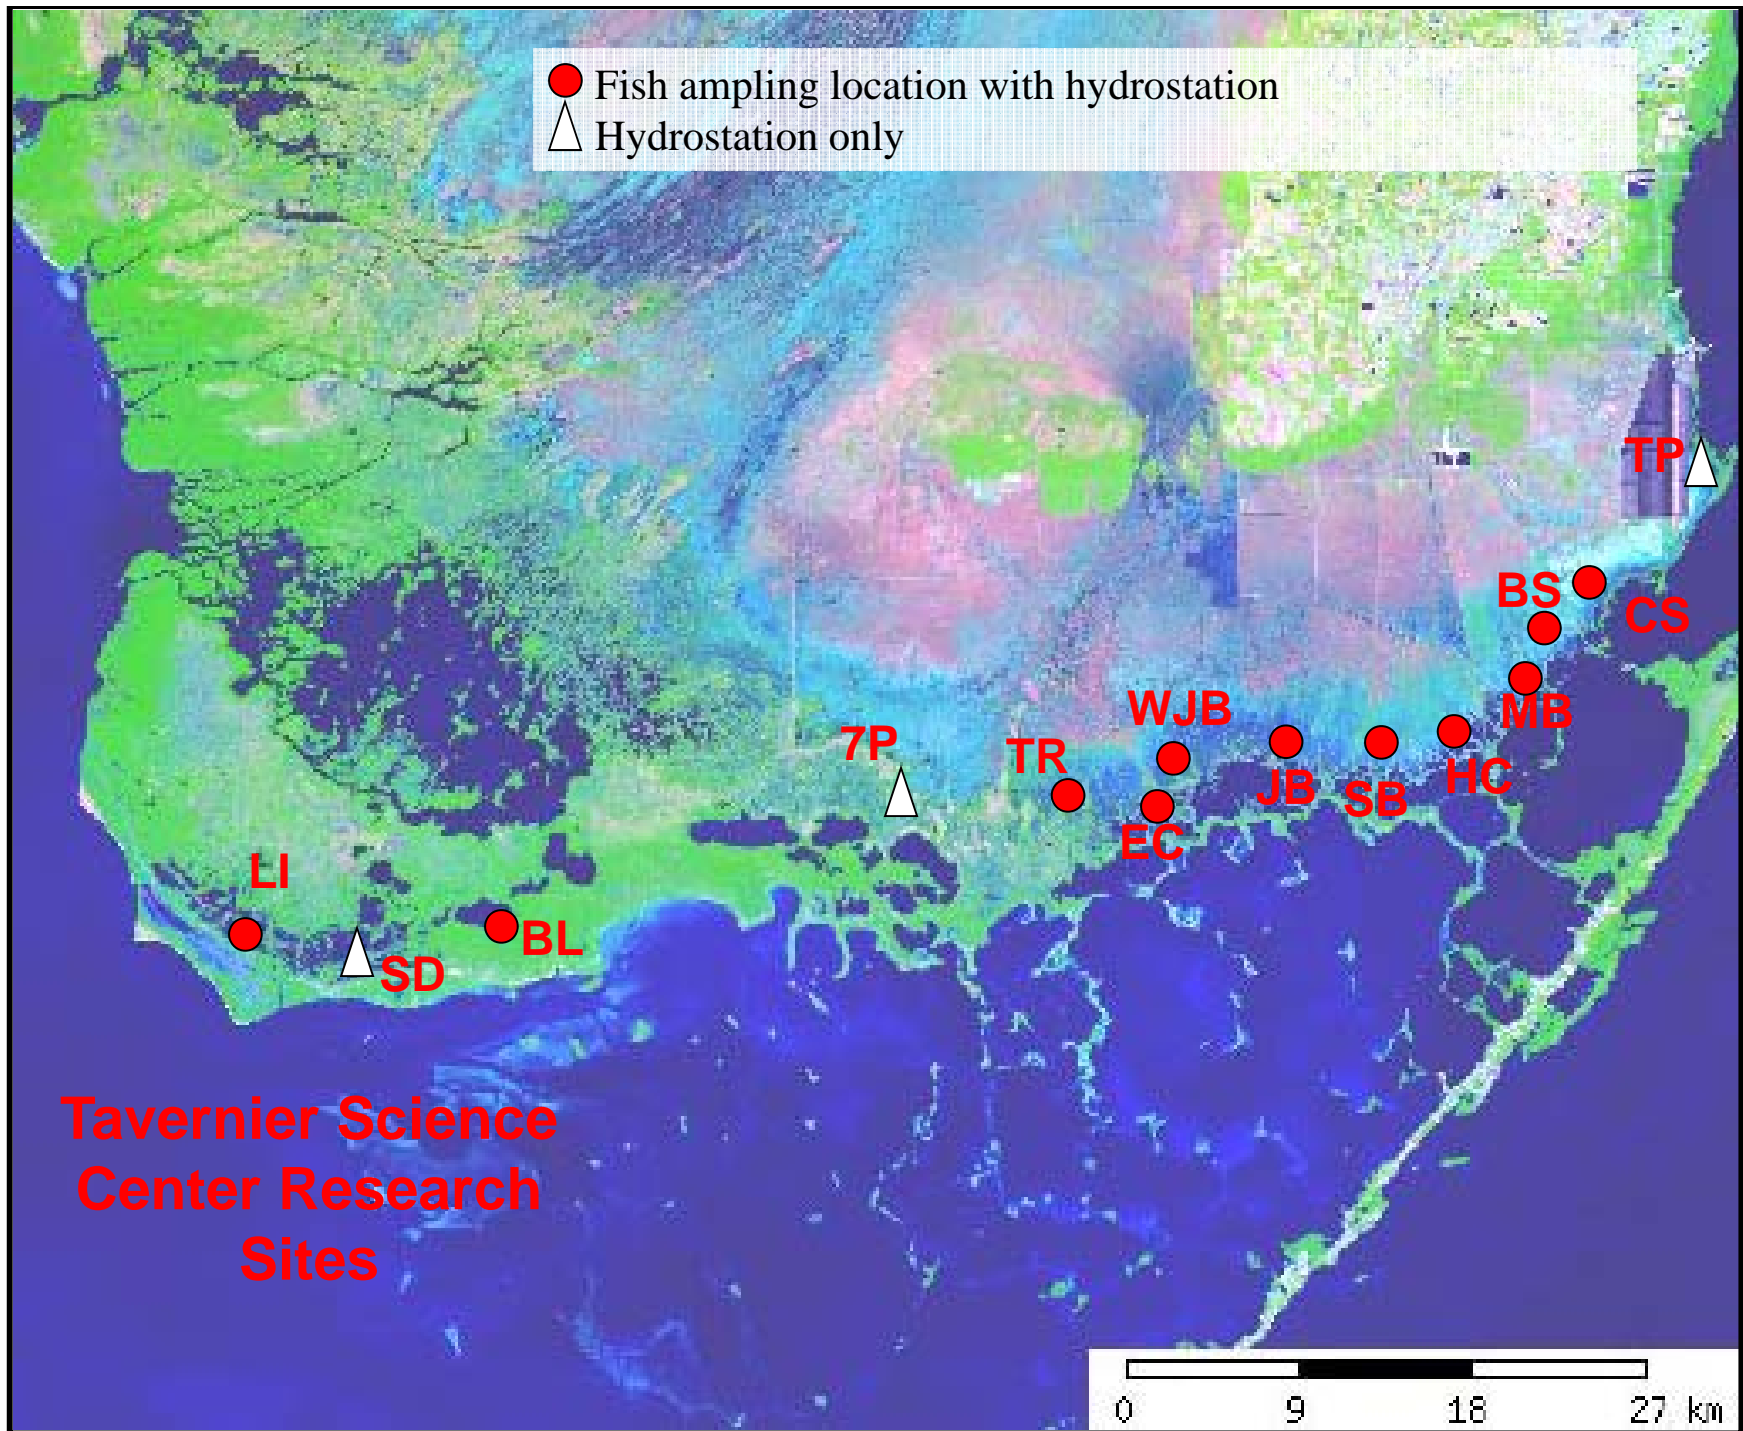 Fish ampling location with hydrostation
Hydrostation only
TP
BS
CS
MB
WJB
7P
TR
HC
JB
SB
EC
LI
BL
SD
Tavernier Science
Center Research
Sites
0 9 18 27 km